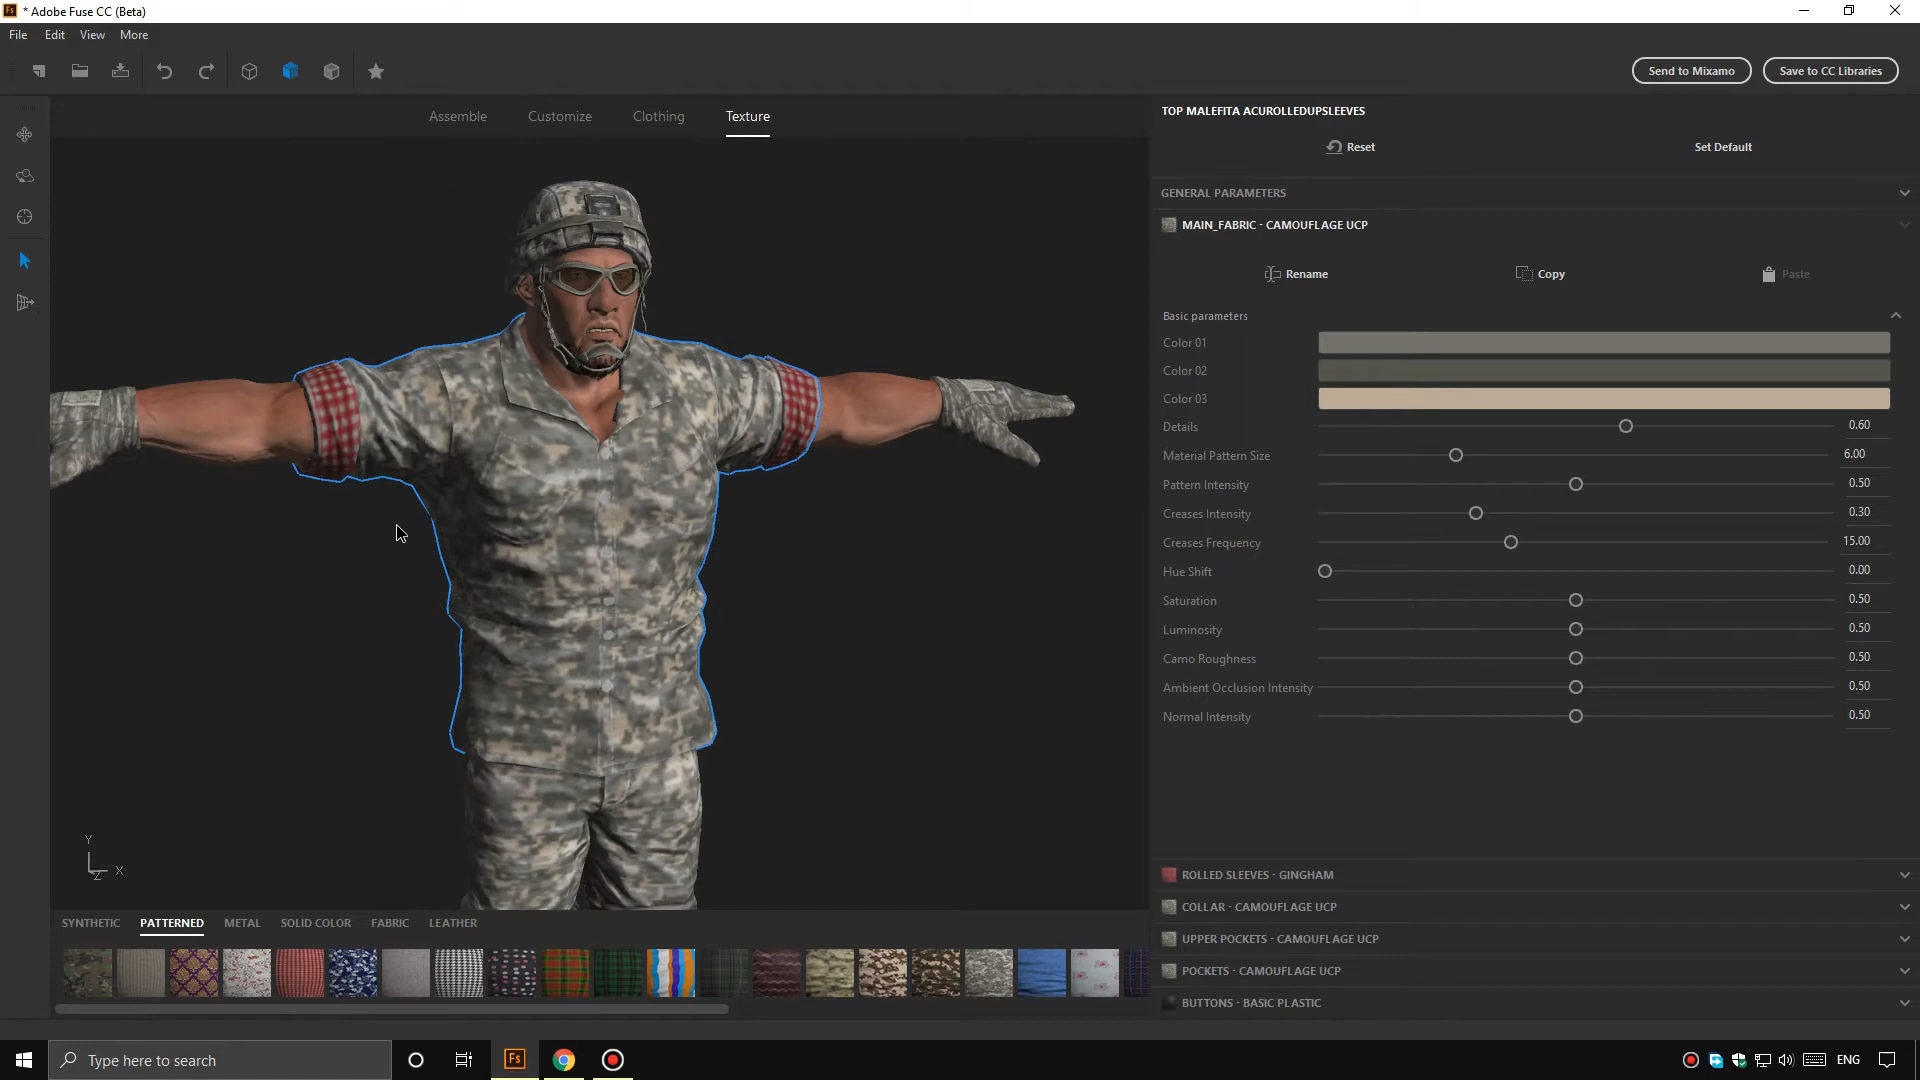 Fs * Adobe Fuse CC (Beta)
File Edit View More
Send to Mixamo Save to CC Libraries
Assemble Customize Clothing Texture
TOP MALEFITA ACUROLLEDUPSLEEVES
Reset Set Default
GENERAL PARAMETERS
MAIN_FABRIC - CAMOUFLAGE UCP
Rename Copy Paste
Basic parameters
Color 01
Color 02
Color 03
Details 0.60
Material Pattern Size 6.00
Pattern Intensity 0.50
Creases Intensity 0.30
Creases Frequency 15.00
Hue Shift 0.00
Saturation 0.50
Luminosity 0.50
Camo Roughness 0.50
Ambient Occlusion Intensity 0.50
Normal Intensity 0.50
Y
X
Z
ROLLED SLEEVES - GINGHAM
COLLAR - CAMOUFLAGE UCP
UPPER POCKETS - CAMOUFLAGE UCP
POCKETS - CAMOUFLAGE UCP
BUTTONS - BASIC PLASTIC
SYNTHETIC PATTERNED METAL SOLID COLOR FABRIC LEATHER
Type here to search
Fs
ENG